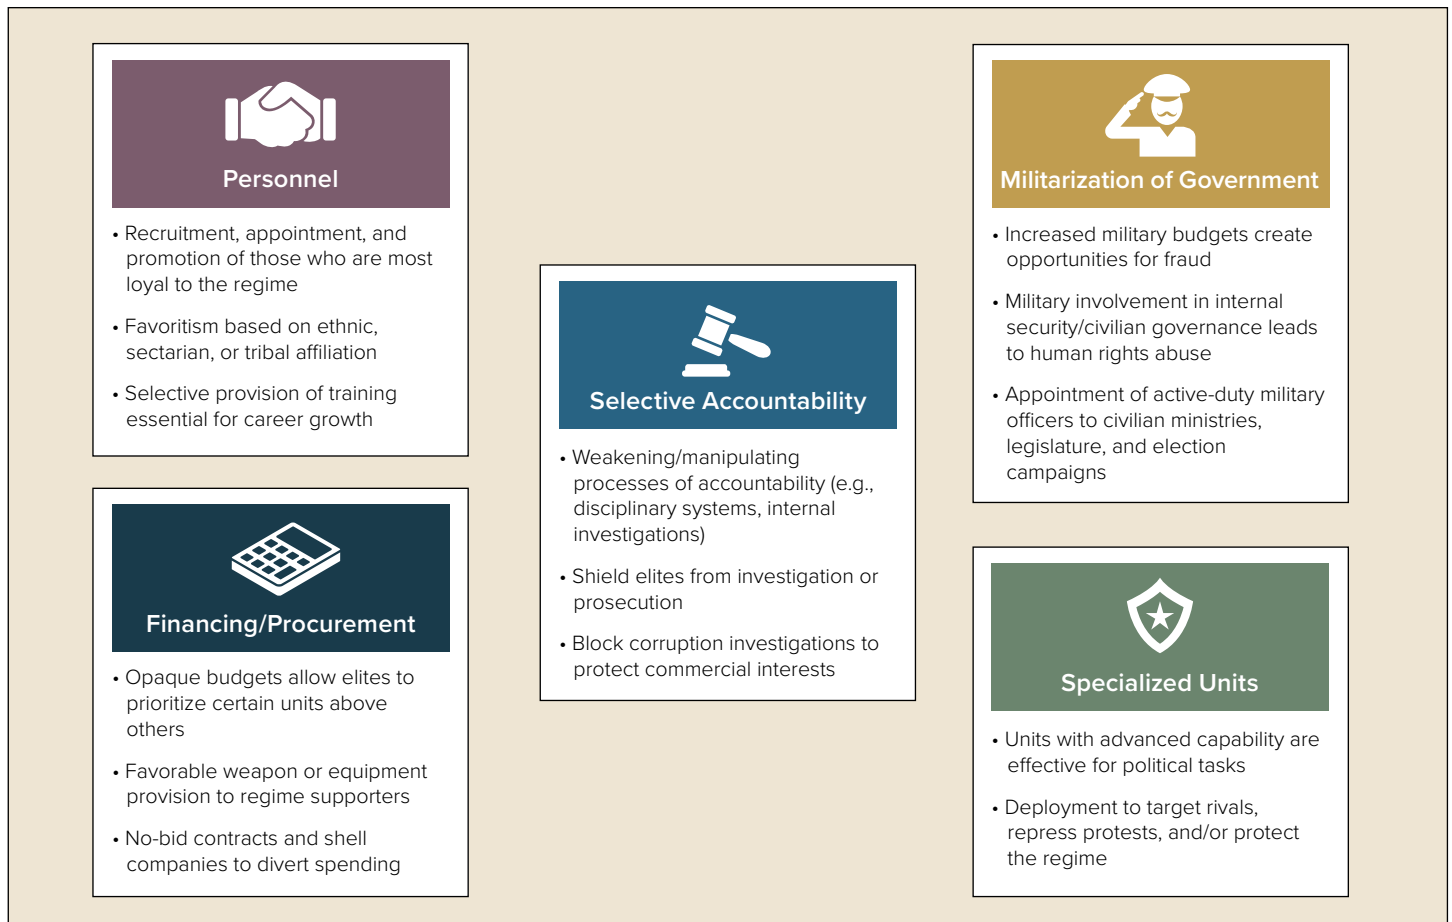 Personnel
• Recruitment, appointment, and
promotion of those who are most
loyal to the regime
• Favoritism based on ethnic,
sectarian, or tribal affiliation
• Selective provision of training
essential for career growth
Financing/Procurement
• Opaque budgets allow elites to
prioritize certain units above
others
• Favorable weapon or equipment
provision to regime supporters
• No-bid contracts and shell
companies to divert spending
Selective Accountability
• Weakening/manipulating
processes of accountability (e.g.,
disciplinary systems, internal
investigations)
• Shield elites from investigation or
prosecution
• Block corruption investigations to
protect commercial interests
Militarization of Government
• Increased military budgets create
opportunities for fraud
• Military involvement in internal
security/civilian governance leads
to human rights abuse
• Appointment of active-duty military
officers to civilian ministries,
legislature, and election
campaigns
Specialized Units
• Units with advanced capability are
effective for political tasks
• Deployment to target rivals,
repress protests, and/or protect
the regime